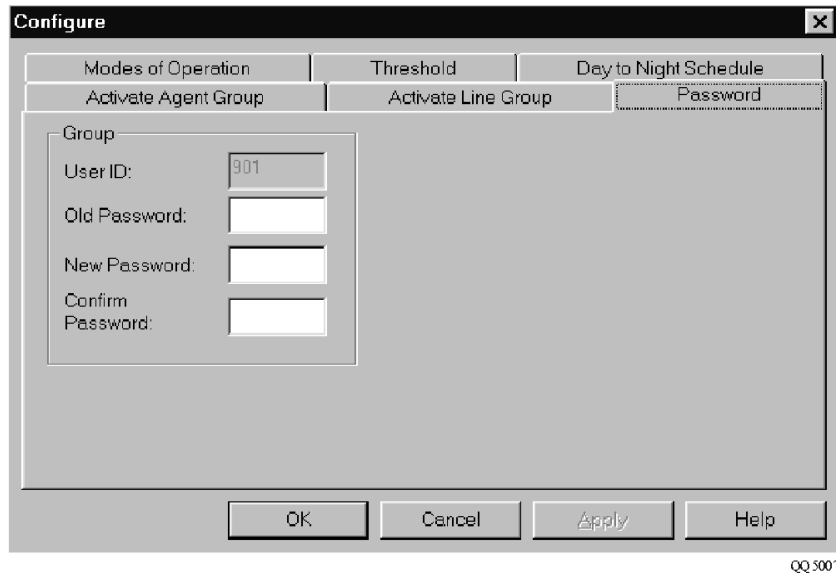 Configure
Modes of Operation
Threshold
Day to Night Schedule
Activate Agent Group
Activate Line Group
Password
Group
User ID:
901
Old Password:
New Password:
Confirm
Password:
OK
Cancel
Apply
Help